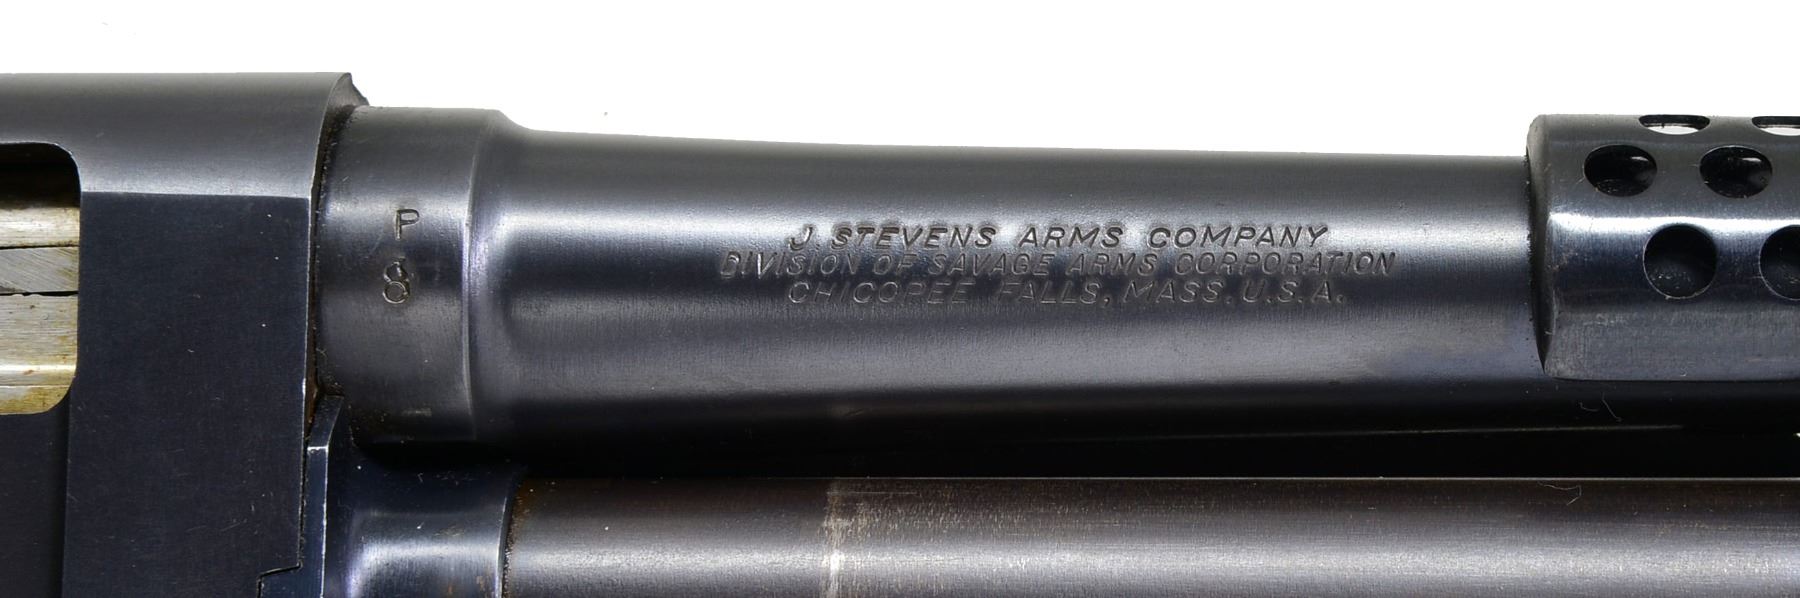 P
8
J. STEVENS ARMS COMPANY
DIVISION OF SAVAGE ARMS CORPORATION
CHICOPEE FALLS, MASS. U.S.A.